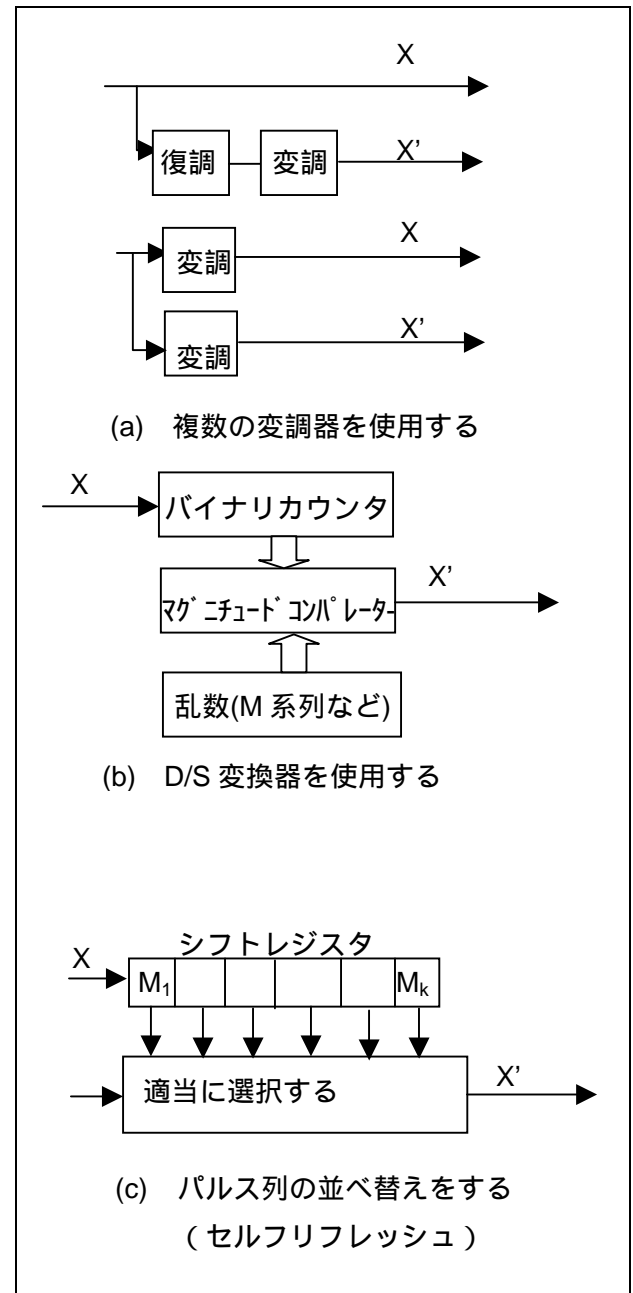 X
復調 変調 X’
変調 X
変調 X’
(a) 複数の変調器を使用する
X バイナリカウンタ
マグニチュードコンパレーター X’
乱数(M 系列など)
(b) D/S 変換器を使用する
シフトレジスタ
X M1 Mk
適当に選択する X’
(c) パルス列の並べ替えをする
(セルフリフレッシュ)